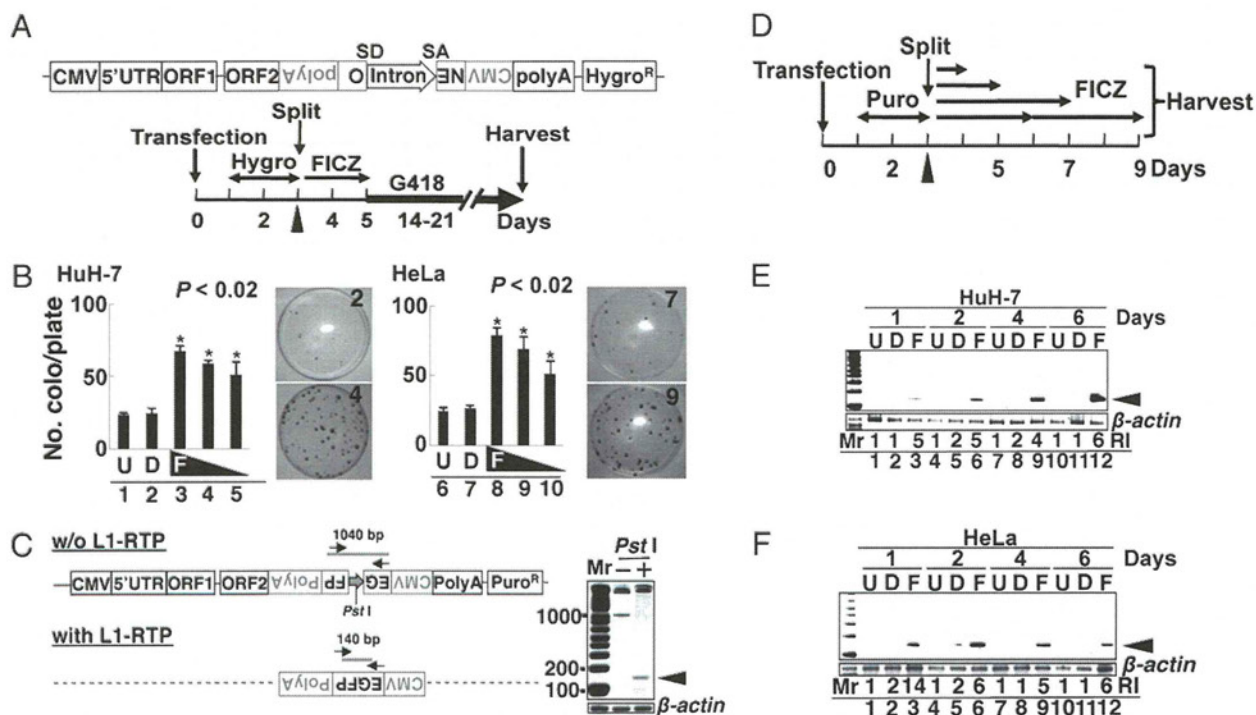 A
SD SA
CMV 5'UTR ORF1 ORF2 polyA O Intron NE CMV polyA Hygro^R
Split
Transfection Harvest
Hygro FICZ
G418
0 2 4 5 14-21 Days
B HuH-7
P < 0.02
No. colo/plate
100
50
0
* * *
U D F
1 2 3 4 5
2
4
HeLa
P < 0.02
100
50
0
* * *
U D F
6 7 8 9 10
7
9
C w/o L1-RTP
1040 bp
CMV 5'UTR ORF1 ORF2 PolyA FP EG CMV PolyA Puro^R
Pst I
with L1-RTP
140 bp
PolyA EGFP CMV
Pst I
Mr − +
1000
200
100
β-actin
D
Split
Transfection
Puro FICZ
Harvest
0 2 5 7 9 Days
E
HuH-7
1 2 4 6 Days
U D F U D F U D F U D F
β-actin
Mr 1 1 5 1 2 5 1 2 4 1 1 6 RI
1 2 3 4 5 6 7 8 9 10 11 12
F
HeLa
1 2 4 6 Days
U D F U D F U D F U D F
β-actin
Mr 1 2 14 1 2 6 1 1 5 1 1 6 RI
1 2 3 4 5 6 7 8 9 10 11 12